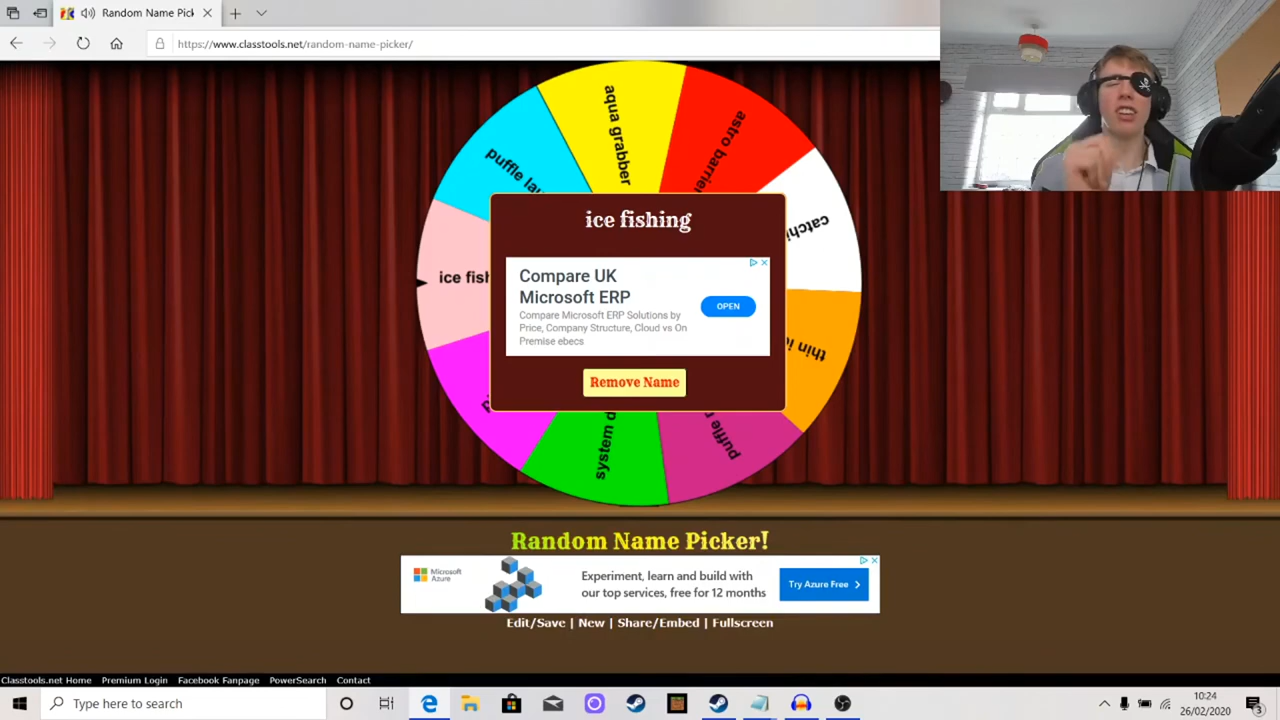 Random Name Pick
https://www.classtools.net/random-name-picker/
aqua grabber
astro barrier
puffle lau
catchi
ice fishing
ice fish
Compare UK
Microsoft ERP
Compare Microsoft ERP Solutions by
Price, Company Structure, Cloud vs On
Premise ebecs
OPEN
thin i
Remove Name
system d
puffle r
Random Name Picker!
Microsoft
Azure
Experiment, learn and build with
our top services, free for 12 months
Try Azure Free
Edit/Save | New | Share/Embed | Fullscreen
Classtools.net Home Premium Login Facebook Fanpage PowerSearch Contact
Type here to search
10:24
26/02/2020
3